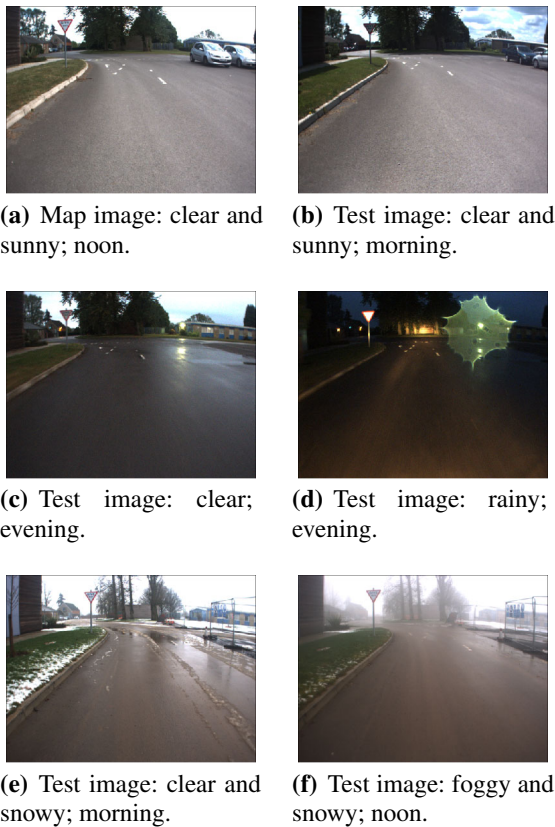 (a) Map image: clear and
sunny; noon.
(b) Test image: clear and
sunny; morning.
(c) Test image: clear;
evening.
(d) Test image: rainy;
evening.
(e) Test image: clear and
snowy; morning.
(f) Test image: foggy and
snowy; noon.